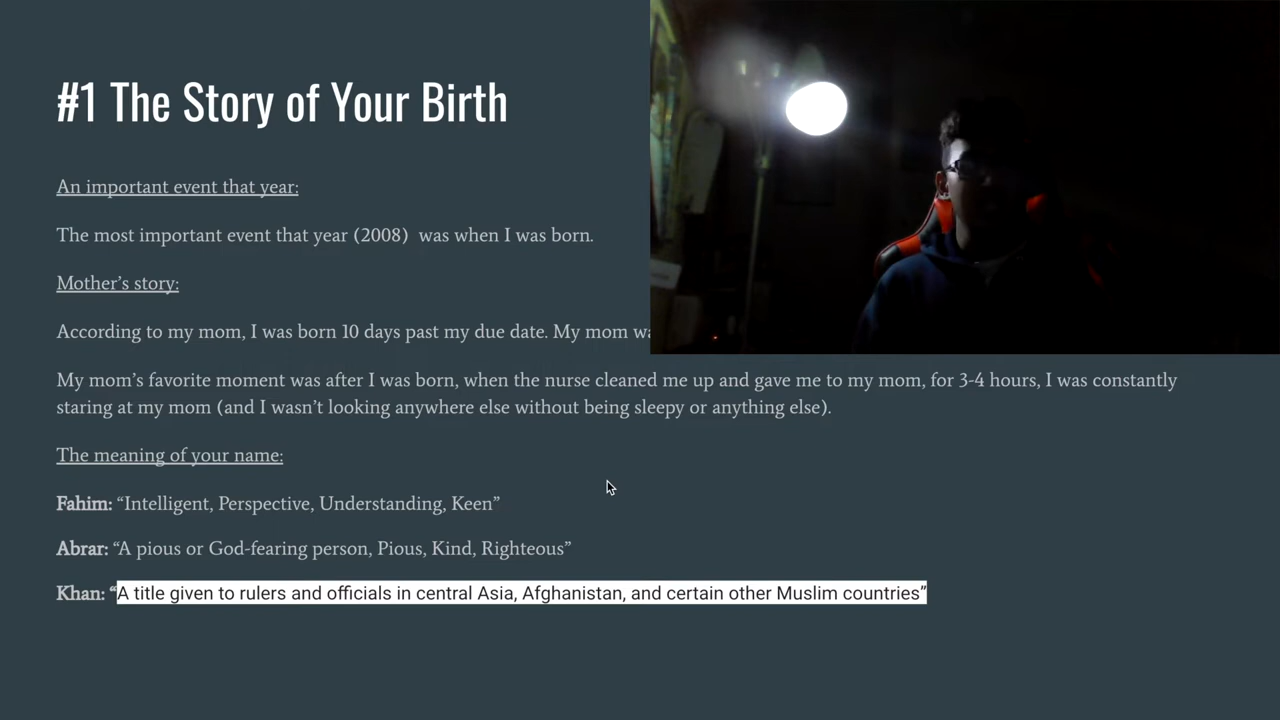 #1 The Story of Your Birth
An important event that year:
The most important event that year (2008)  was when I was born.
Mother’s story:
According to my mom, I was born 10 days past my due date. My mom
My mom’s favorite moment was after I was born, when the nurse cleaned me up and gave me to my mom, for 3-4 hours, I was constantly
staring at my mom (and I wasn’t looking anywhere else without being sleepy or anything else).
The meaning of your name:
Fahim: “Intelligent, Perspective, Understanding, Keen”
Abrar: “A pious or God-fearing person, Pious, Kind, Righteous”
Khan: “A title given to rulers and officials in central Asia, Afghanistan, and certain other Muslim countries”